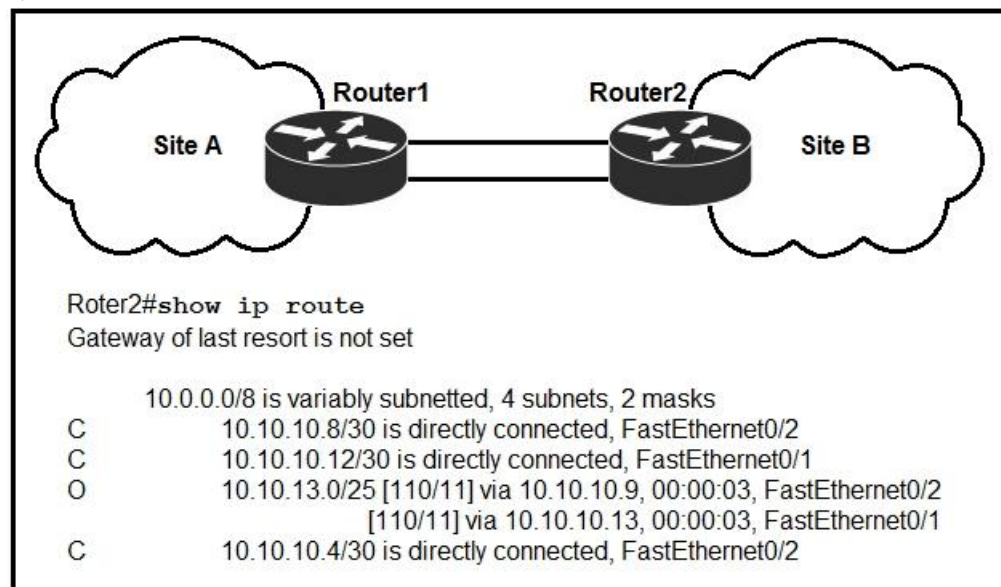 Router1
Router2
Site A
Site B
Roter2#show ip route
Gateway of last resort is not set
10.0.0.0/8 is variably subnetted, 4 subnets, 2 masks
C 10.10.10.8/30 is directly connected, FastEthernet0/2
C 10.10.10.12/30 is directly connected, FastEthernet0/1
O 10.10.13.0/25 [110/11] via 10.10.10.9, 00:00:03, FastEthernet0/2
[110/11] via 10.10.10.13, 00:00:03, FastEthernet0/1
C 10.10.10.4/30 is directly connected, FastEthernet0/2